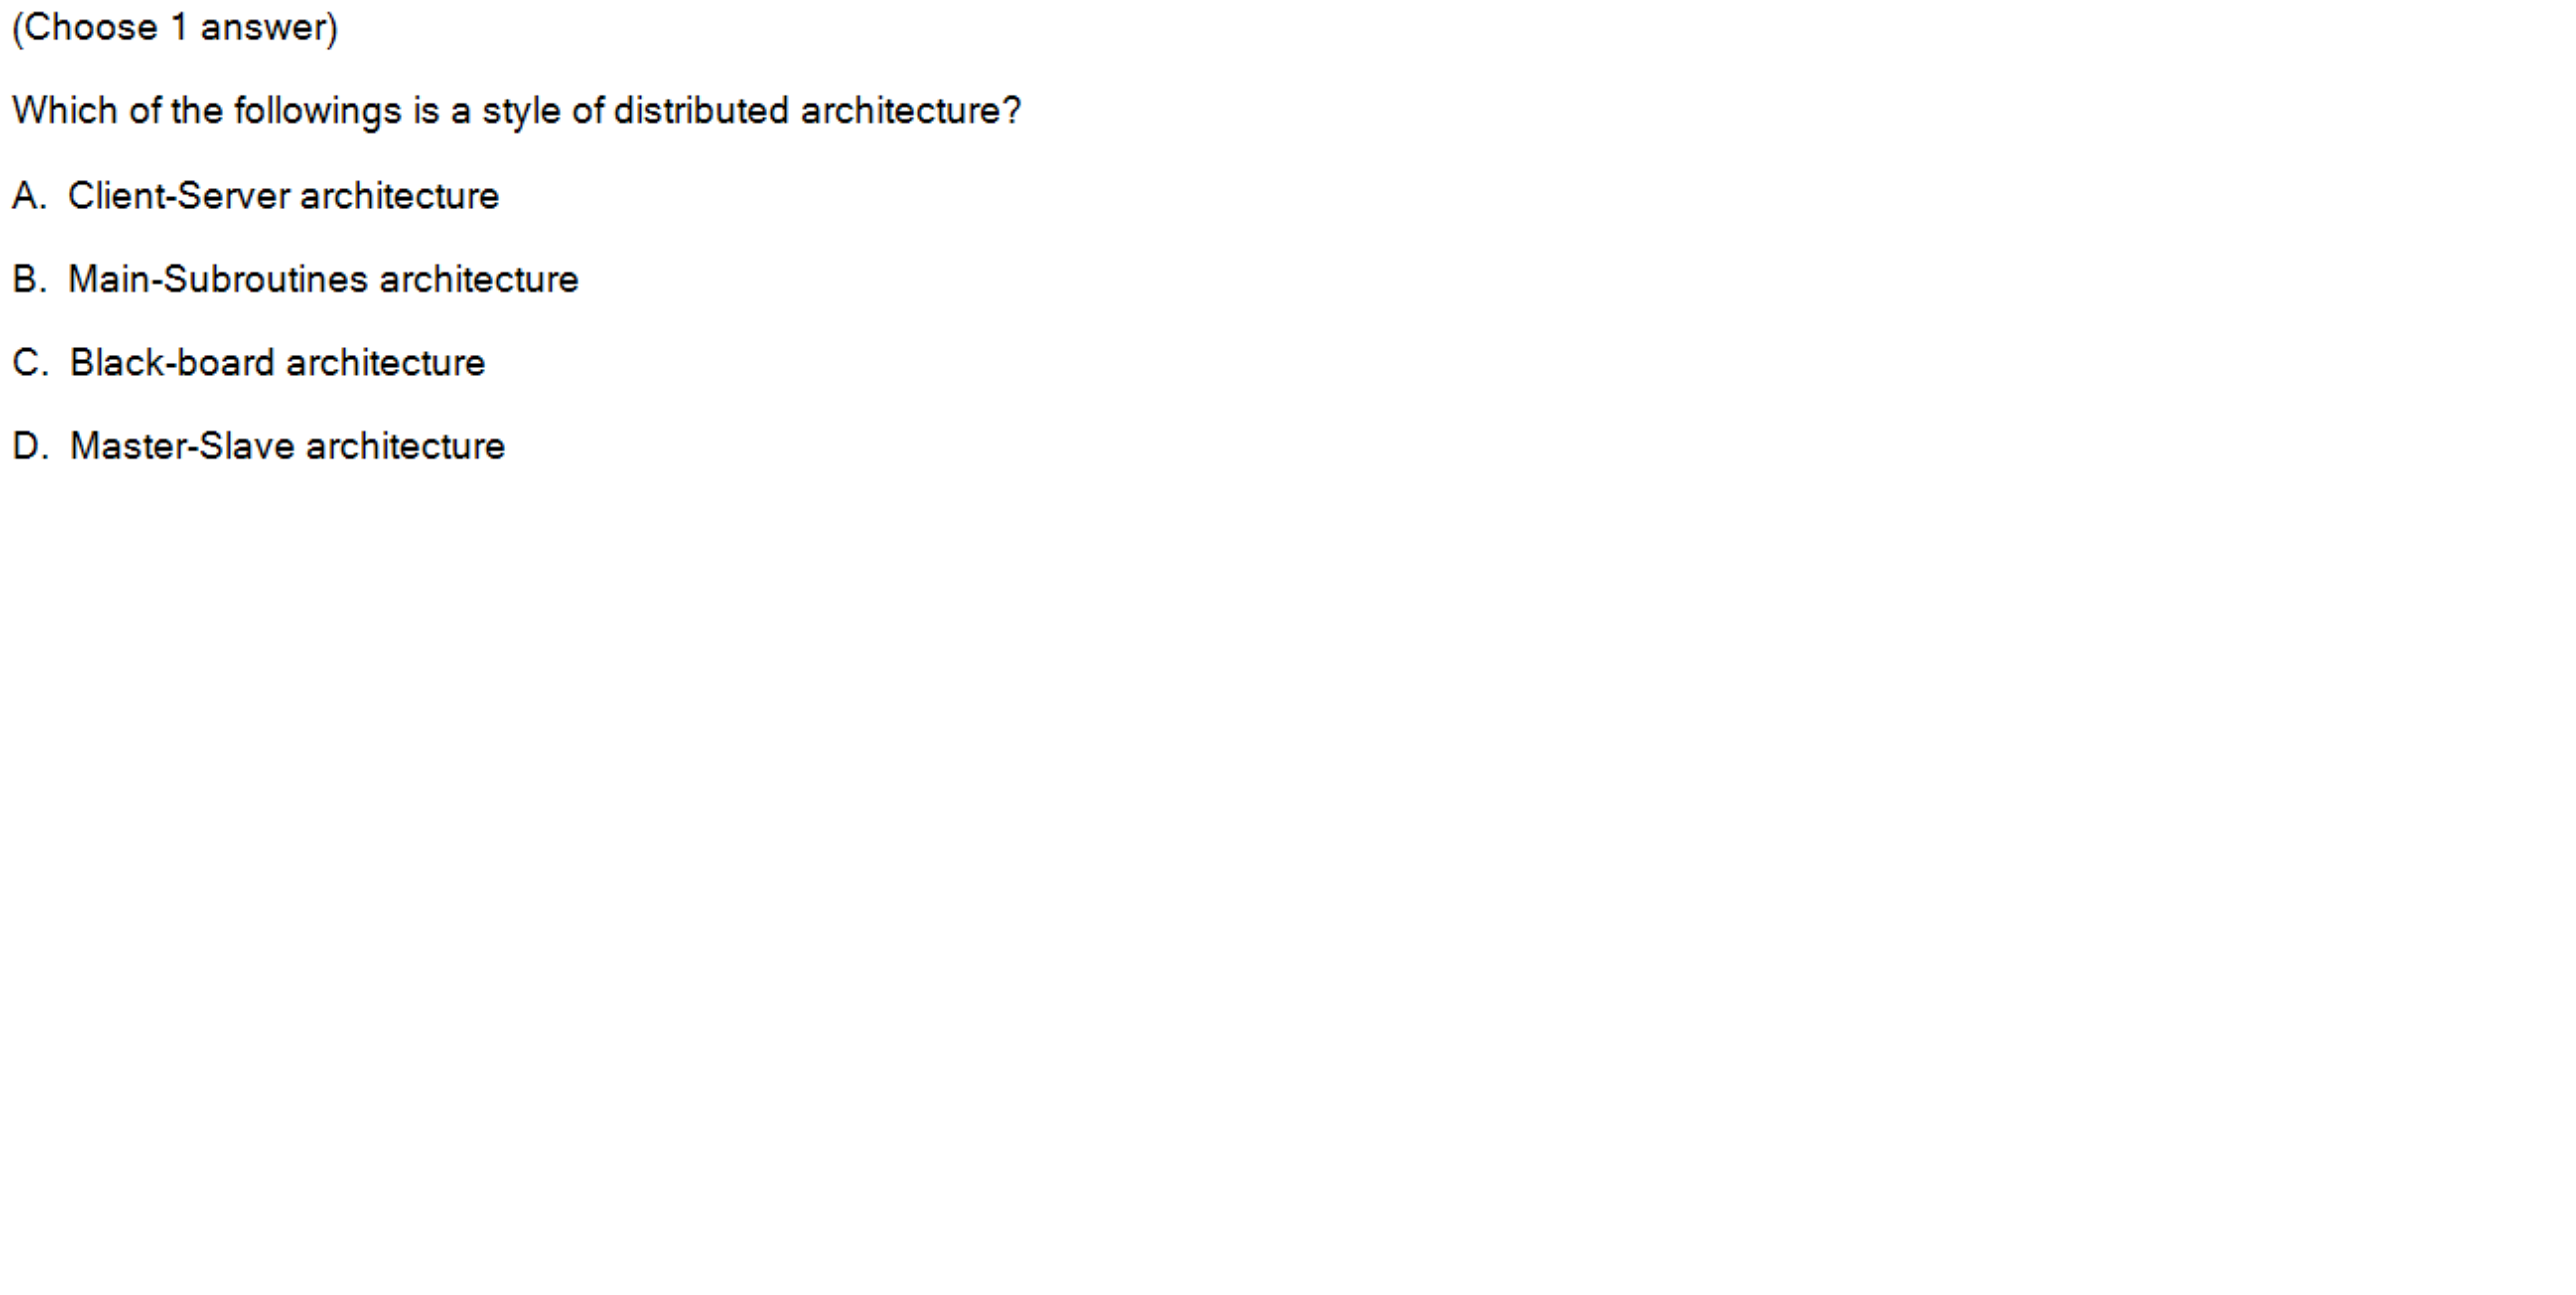 (Choose 1 answer)
Which of the followings is a style of distributed architecture?
A. Client-Server architecture
B. Main-Subroutines architecture
C. Black-board architecture
D. Master-Slave architecture